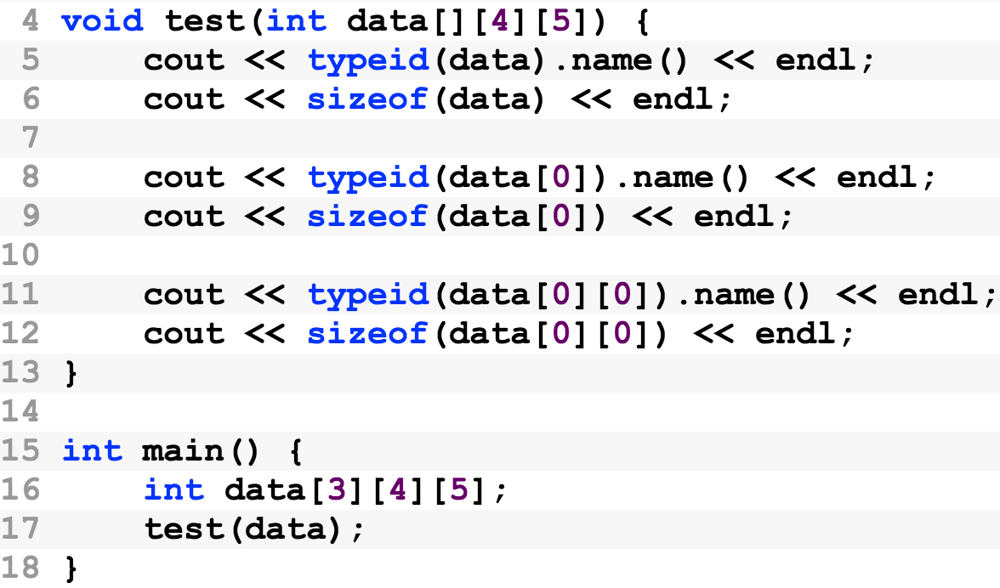 4 void test(int data[][4][5]) {
5     cout << typeid(data).name() << endl;
6     cout << sizeof(data) << endl;
7
8     cout << typeid(data[0]).name() << endl;
9     cout << sizeof(data[0]) << endl;
10
11     cout << typeid(data[0][0]).name() << endl;
12     cout << sizeof(data[0][0]) << endl;
13 }
14
15 int main() {
16     int data[3][4][5];
17     test(data);
18 }